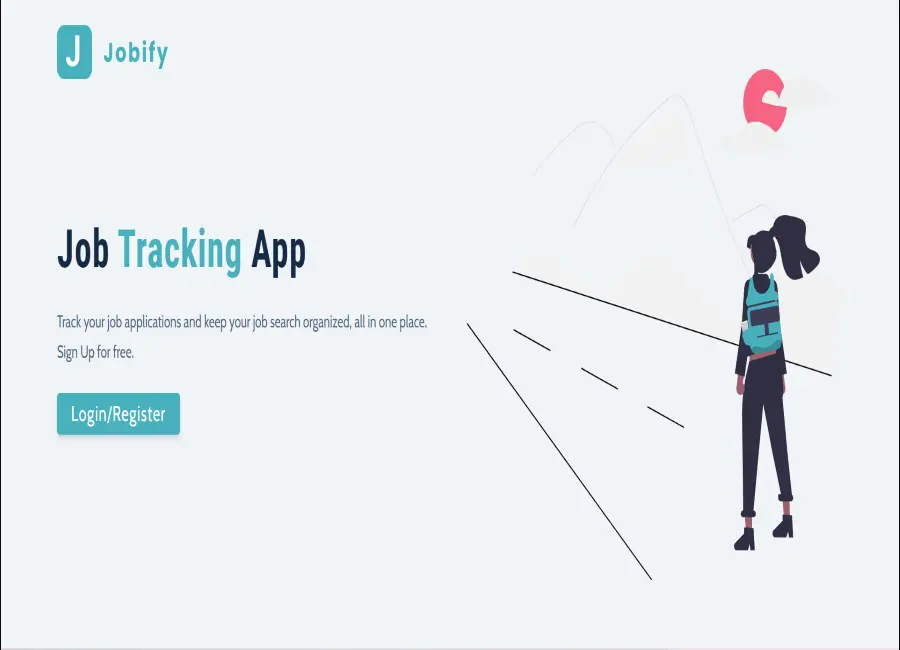 J Jobify
Job Tracking App
Track your job applications and keep your job search organized, all in one place.
Sign Up for free.
Login/Register